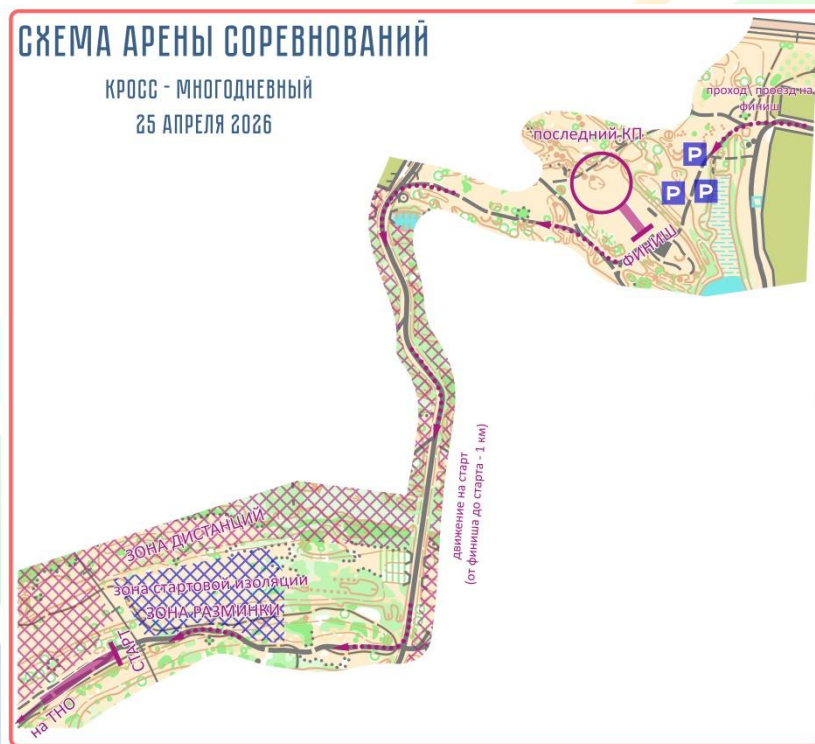 СХЕМА АРЕНЫ СОРЕВНОВАНИЙ
КРОСС - МНОГОДНЕВНЫЙ
25 АПРЕЛЯ 2026
проход\ проезд на
финиш
последний КП
P
P P
ФИНИШ
движение на старт
(от финиша до старта - 1 км)
ЗОНА ДИСТАНЦИЙ
зона стартовой изоляции
ЗОНА РАЗМИНКИ
СТАРТ
на ТНО